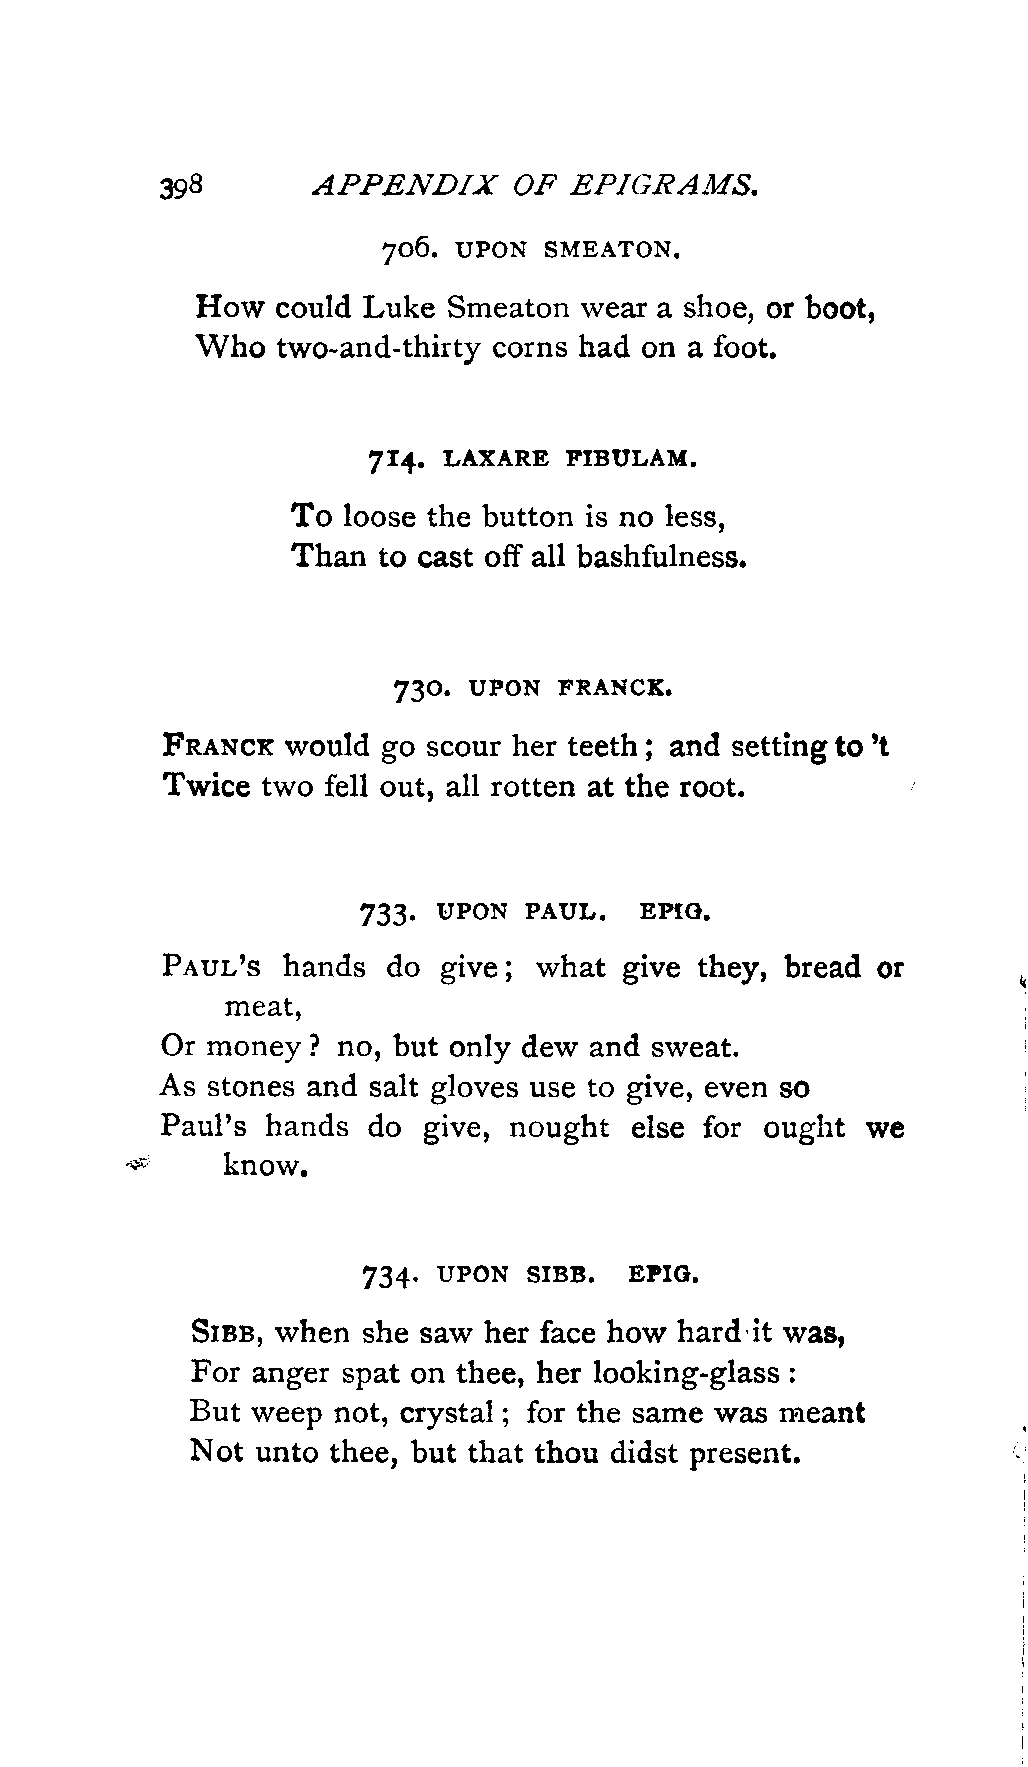 398 APPENDIX OF EPIGRAMS.
706. UPON SMEATON.
How could Luke Smeaton wear a shoe, or boot,
Who two-and-thirty corns had on a foot.
714. LAXARE FIBULAM.
To loose the button is no less,
Than to cast off all bashfulness.
730. UPON FRANCK.
FRANCK would go scour her teeth; and setting to 't
Twice two fell out, all rotten at the root.
733. UPON PAUL. EPIG.
PAUL'S hands do give; what give they, bread or
meat,
Or money? no, but only dew and sweat.
As stones and salt gloves use to give, even so
Paul's hands do give, nought else for ought we
know.
734. UPON SIBB. EPIG.
SIBB, when she saw her face how hard it was,
For anger spat on thee, her looking-glass:
But weep not, crystal; for the same was meant
Not unto thee, but that thou didst present.